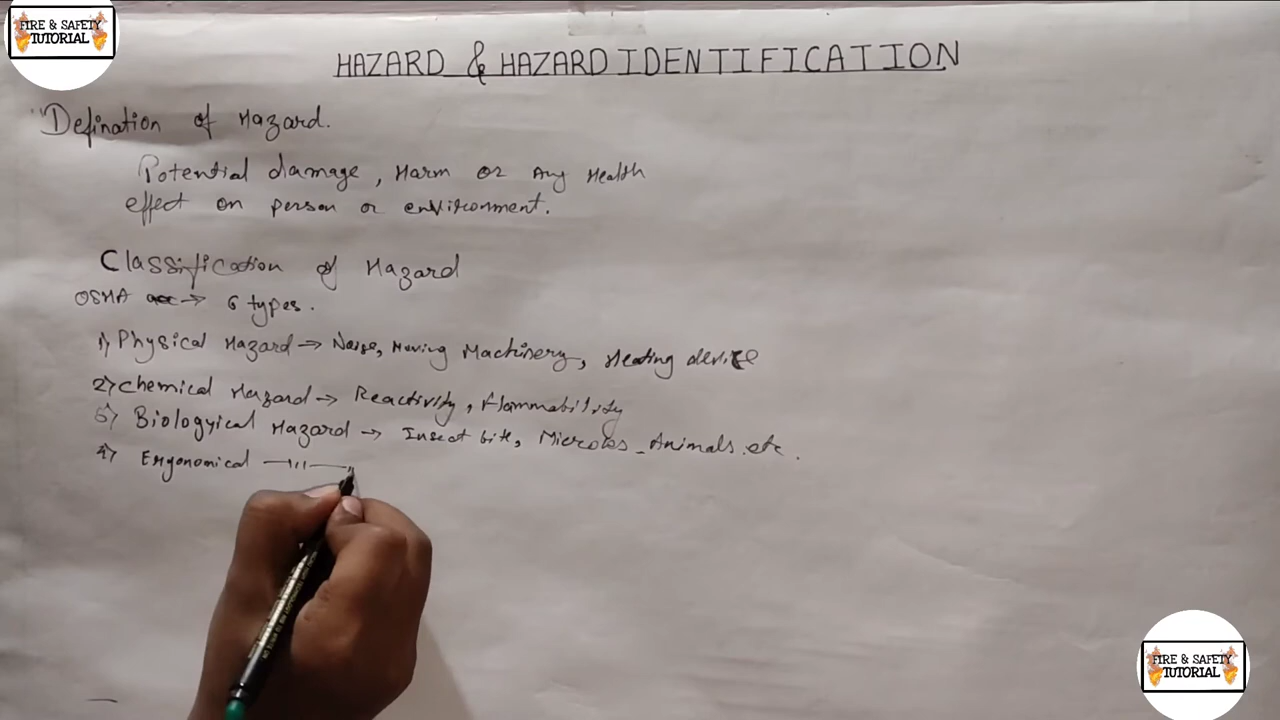 FIRE & SAFETY
TUTORIAL
HAZARD & HAZARD IDENTIFICATION
Defination of Hazard.
Potential damage, Harm or Any Health
effect on person or environment.
Classification of Hazard
OSHA → 6 types.
1) Physical Hazard → Noise, Moving Machinery, Heating device
2) Chemical Hazard → Reactivity, Flammability
3) Biologyical Hazard → Insect bite, Microbs, Animals etc.
4) Ergonomical —"—
FIRE & SAFETY
TUTORIAL